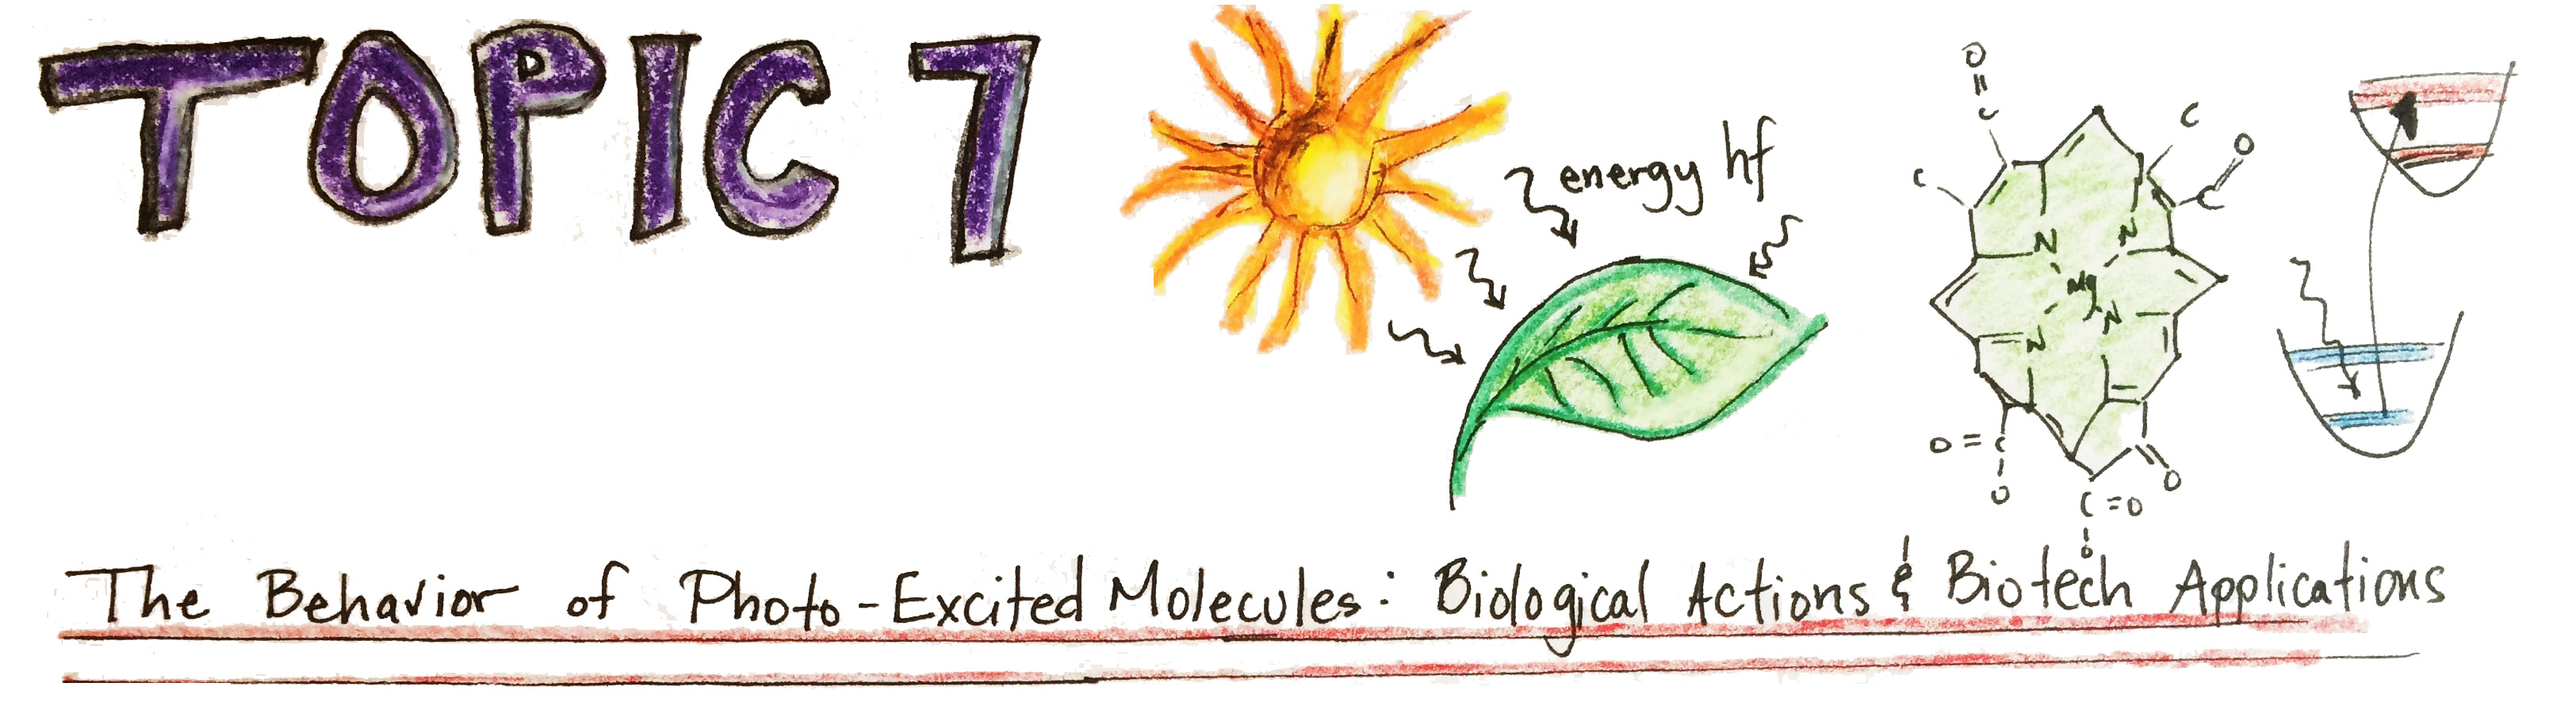 TOPIC 7
energy hf
O
=
C
C
C
O
C
N
N
Mg
N
N
O=C
O
O
C=O
O
The Behavior of Photo-Excited Molecules: Biological Actions & Biotech Applications